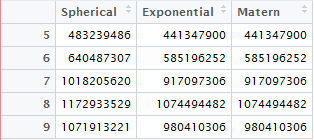 Spherical Exponential Matern
5 483239486 441347900 441347900
6 640487307 585196252 585196252
7 1018205620 917097306 917097306
8 1172933529 1074494482 1074494482
9 1071913221 980410306 980410306